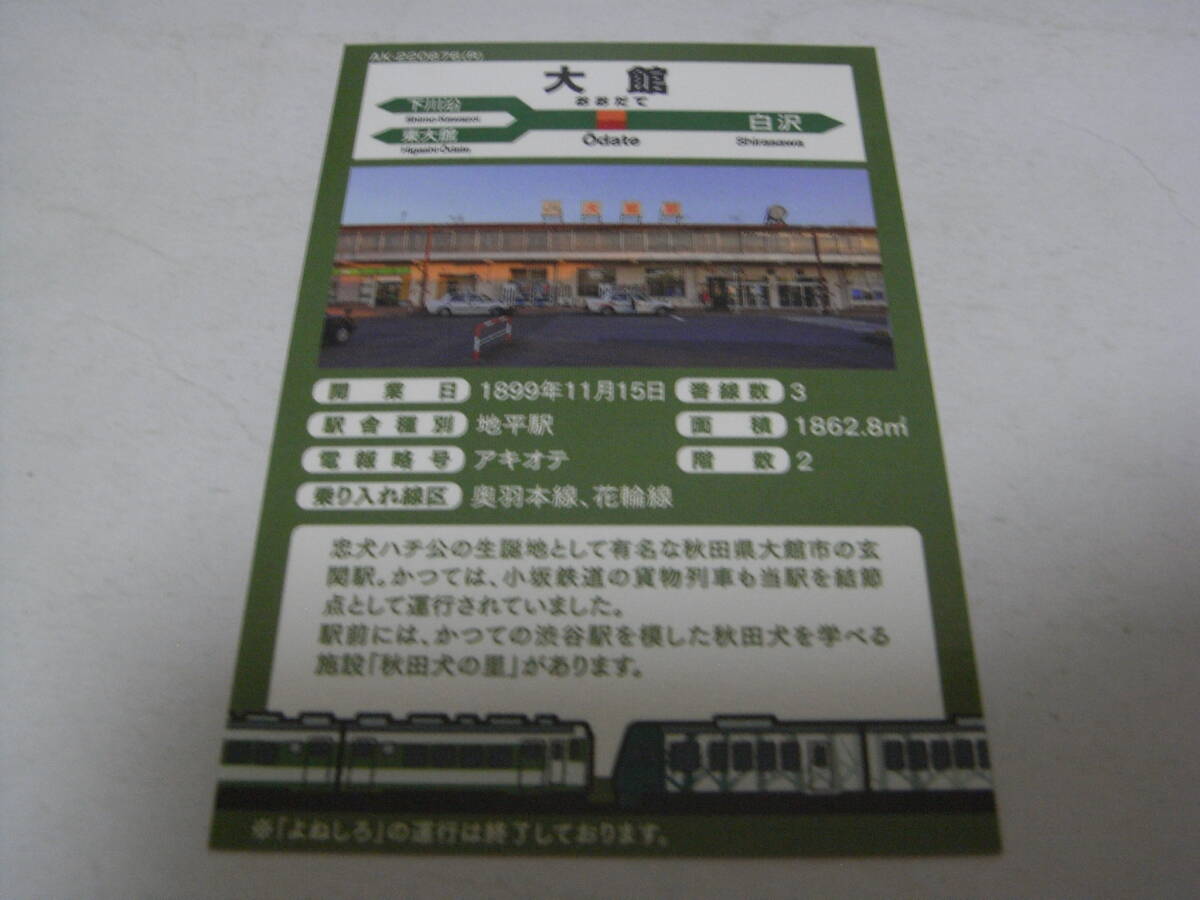 AK-220876(R)
大館
おおだて
下川沿
Shimo-Kawazoi
東大館
Higashi-Ōdate
Ōdate
白沢
Shirasawa
大館駅
開業日 1899年11月15日 番線数 3
駅舎種別 地平駅 面積 1862.8㎡
電報略号 アキオテ 階数 2
乗り入れ線区 奥羽本線、花輪線
忠犬ハチ公の生誕地として有名な秋田県大館市の玄
関駅。かつては、小坂鉄道の貨物列車も当駅を結節
点として運行されていました。
駅前には、かつての渋谷駅を模した秋田犬を学べる
施設「秋田犬の里」があります。
※「よねしろ」の運行は終了しております。